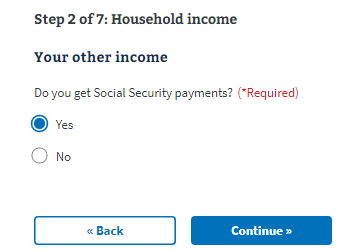 Step 2 of 7: Household income
Your other income
Do you get Social Security payments? (*Required)
Yes
No
« Back
Continue »